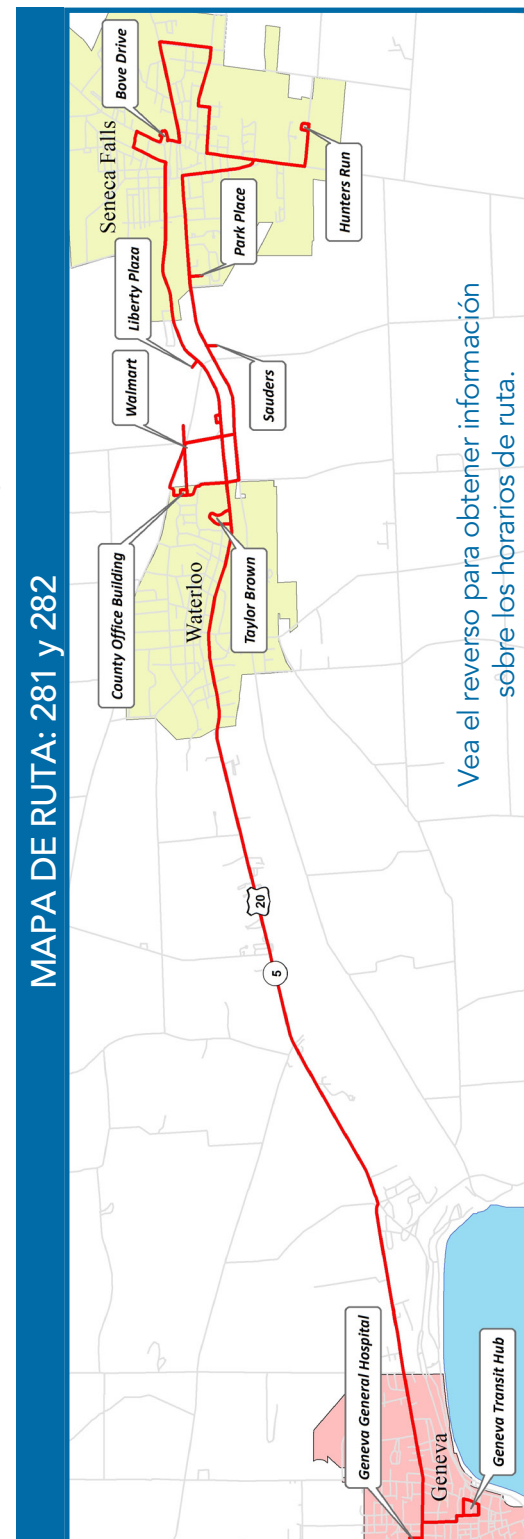 MAPA DE RUTA: 281 y 282
Bove Drive
Seneca Falls
Hunters Run
Park Place
Liberty Plaza
Walmart
Sauders
County Office Building
Waterloo
Taylor Brown
20
5
Geneva General Hospital
Geneva
Geneva Transit Hub
Vea el reverso para obtener información
sobre los horarios de ruta.